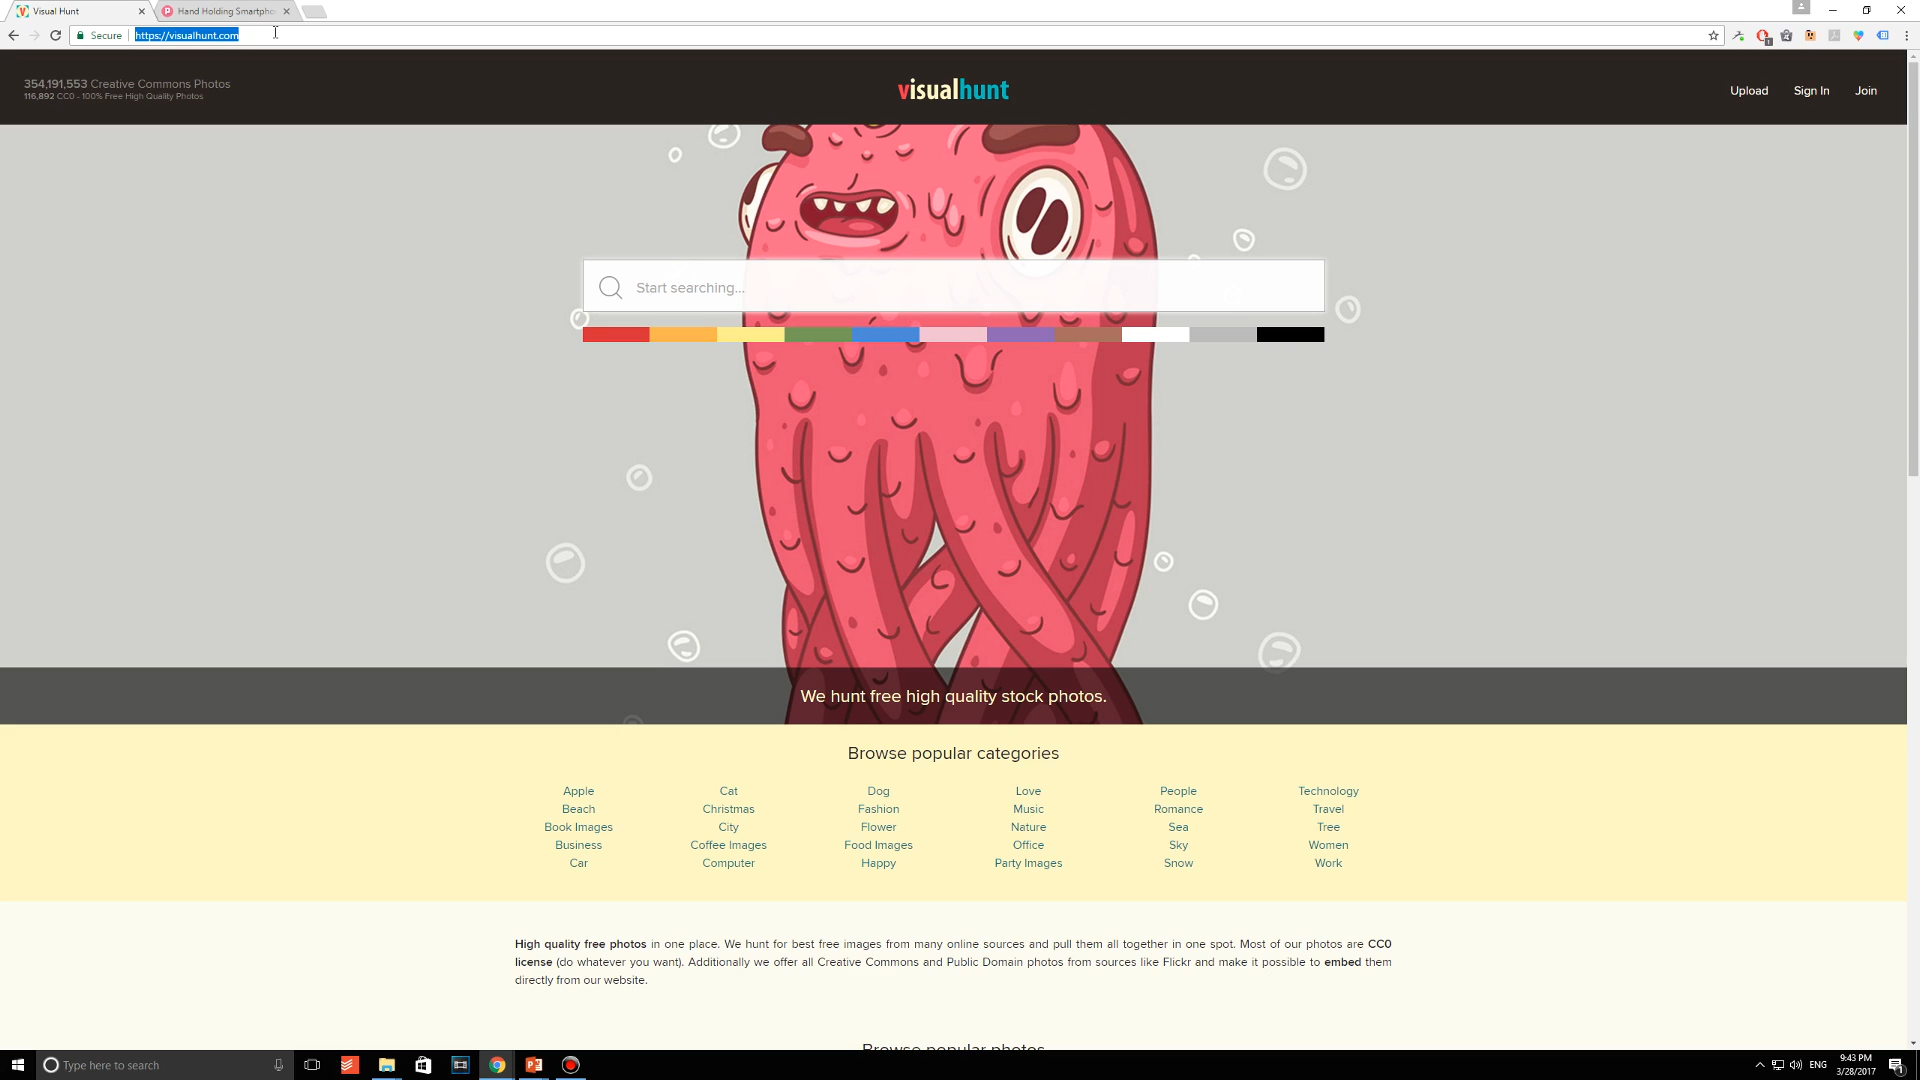 Visual Hunt
Hand Holding Smartpho
Secure
https://visualhunt.com
354,191,553 Creative Commons Photos
116,892 CC0 - 100% Free High Quality Photos
visualhunt
Upload
Sign In
Join
Start searching...
We hunt free high quality stock photos.
Browse popular categories
Apple Cat Dog Love People Technology
Beach Christmas Fashion Music Romance Travel
Book Images City Flower Nature Sea Tree
Business Coffee Images Food Images Office Sky Women
Car Computer Happy Party Images Snow Work
High quality free photos in one place. We hunt for best free images from many online sources and pull them all together in one spot. Most of our photos are CC0
license (do whatever you want). Additionally we offer all Creative Commons and Public Domain photos from sources like Flickr and make it possible to embed them
directly from our website.
Browse popular photos
Type here to search
ENG
9:43 PM
3/28/2017